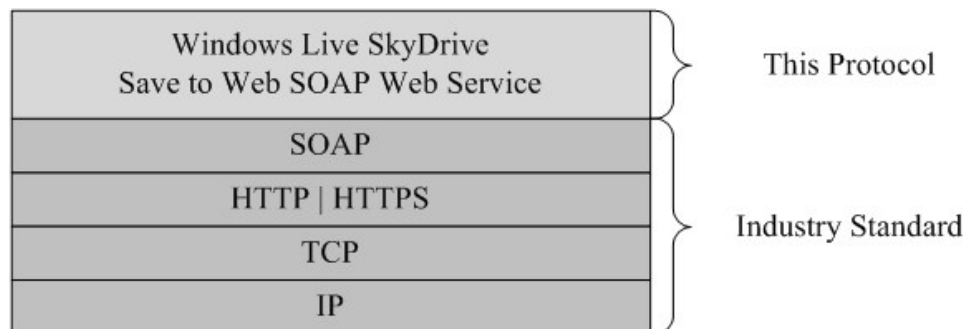 Windows Live SkyDrive
Save to Web SOAP Web Service
This Protocol
SOAP
HTTP | HTTPS
TCP
IP
Industry Standard